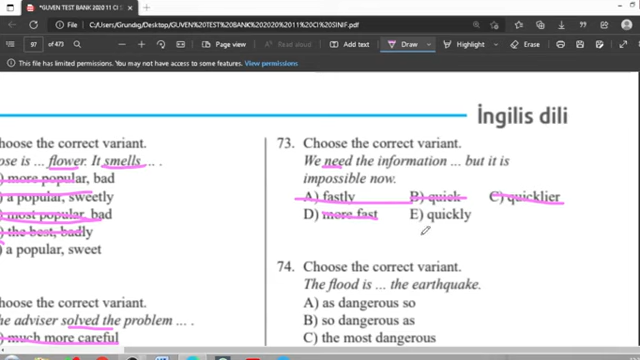 *GUVEN TEST BANK 2020 11 CI S
File
C:/Users/Grundig/Desktop/GUVEN%20TEST%20BANK%202020%2011%20CI%20SINIF.pdf
97 of 473
Page view
Read aloud
Add text
Draw
Highlight
Erase
This file has limited permissions. You may not have access to some features. View permissions
İngilis dili
hoose the correct variant.
ose is ... flower. It smells ... .
) more popular, bad
a popular, sweetly
most popular, bad
) the best, badly
a popular, sweet
hoose the correct variant.
he adviser solved the problem ... .
) much more careful
73. Choose the correct variant.
We need the information ... but it is
impossible now.
A) fastly B) quick C) quicklier
D) more fast E) quickly
74. Choose the correct variant.
The flood is ... the earthquake.
A) as dangerous so
B) so dangerous as
C) the most dangerous